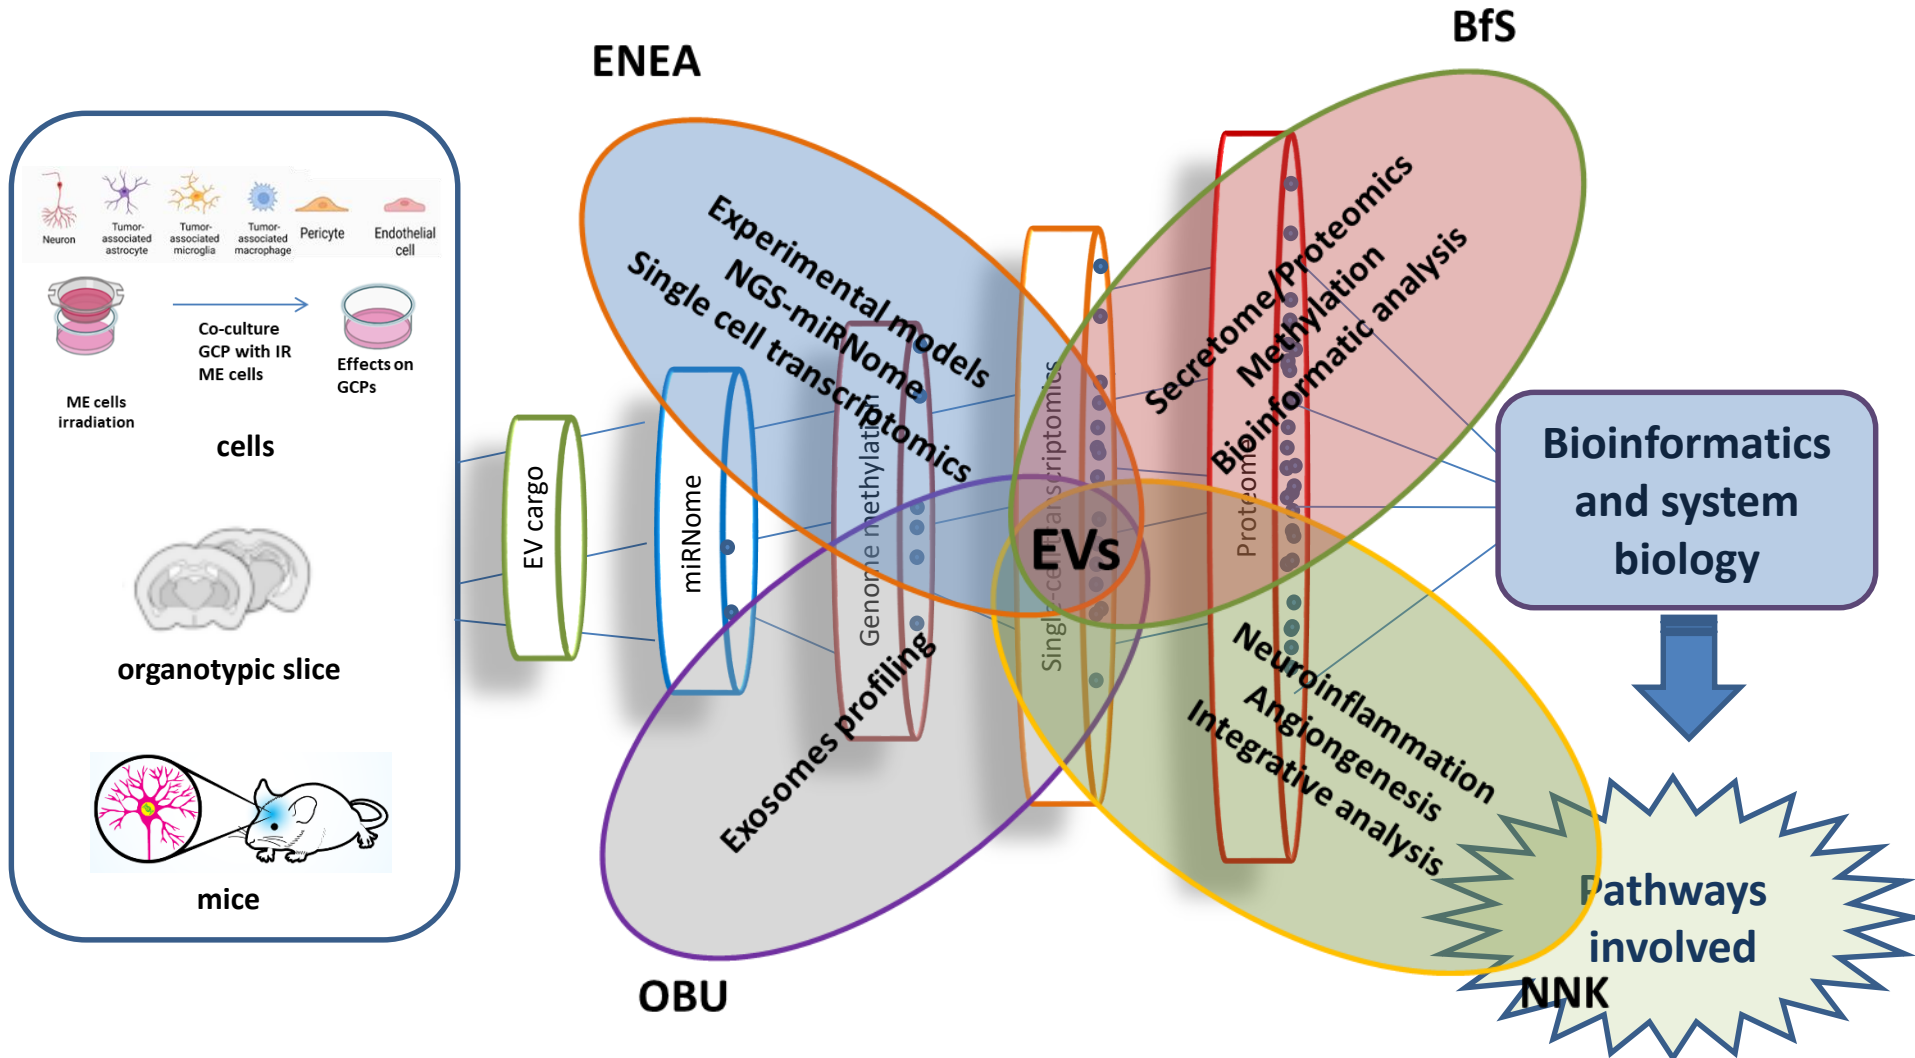 ENEA
BfS
Neuron
Tumor-
associated
astrocyte
Tumor-
associated
microglia
Tumor-
associated
macrophage
Pericyte
Endothelial
cell
Co-culture
GCP with IR
ME cells
Effects on
GCPs
ME cells
irradiation
cells
organotypic slice
mice
EV cargo
miRNome
Genome methylation
Single-cell transcriptomics
Experimental models
NGS-miRNome
Single cell transcriptomics
Secretome/Proteomics
Methylation
Bioinformatic analysis
EVs
Exosomes profiling
Neuroinflammation
Angiongenesis
Integrative analysis
Bioinformatics
and system
biology
Pathways
involved
OBU
NNK